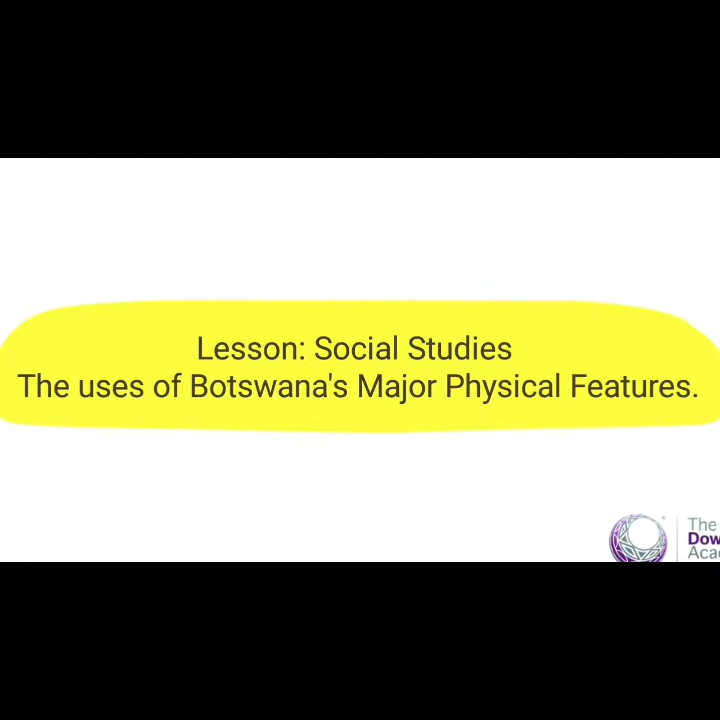 Lesson: Social Studies
The uses of Botswana's Major Physical Features.
The